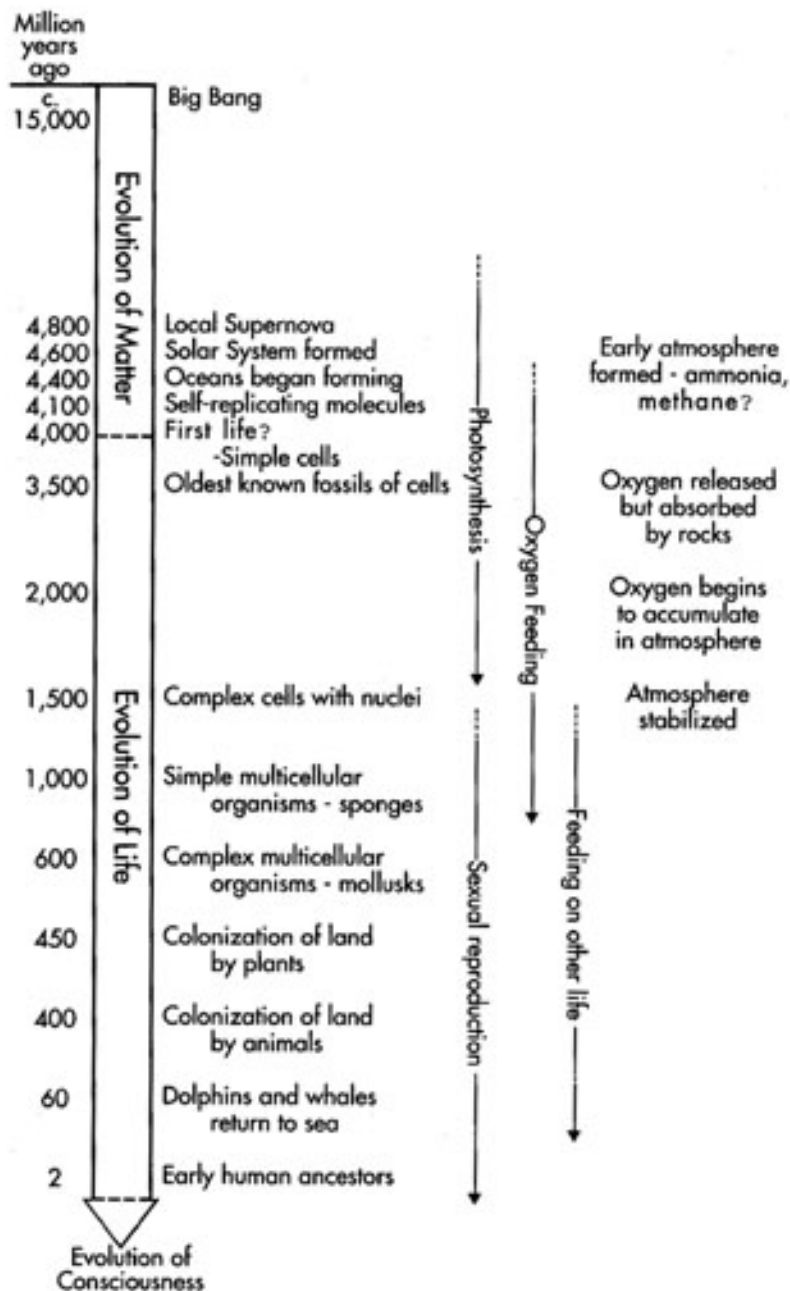 Million
years
ago
c.
15,000
Big Bang
Evolution of Matter
4,800 Local Supernova
4,600 Solar System formed
4,400 Oceans began forming
4,100 Self-replicating molecules
4,000 First life?
-Simple cells
3,500 Oldest known fossils of cells
2,000
Evolution of Life
1,500 Complex cells with nuclei
1,000 Simple multicellular
organisms - sponges
600 Complex multicellular
organisms - mollusks
450 Colonization of land
by plants
400 Colonization of land
by animals
60 Dolphins and whales
return to sea
2 Early human ancestors
Evolution of
Consciousness
Photosynthesis
Oxygen Feeding
Sexual reproduction
Feeding on other life
Early atmosphere
formed - ammonia,
methane?
Oxygen released
but absorbed
by rocks
Oxygen begins
to accumulate
in atmosphere
Atmosphere
stabilized